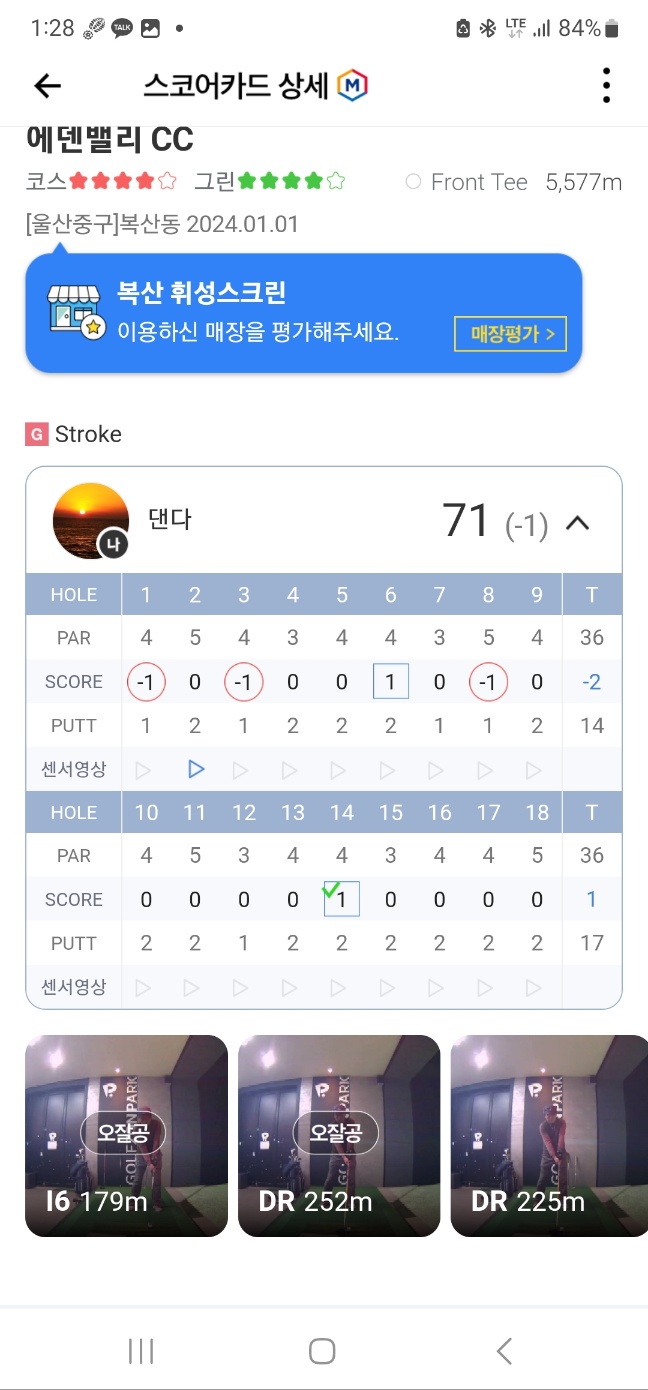 1:28 TALK LTE 84%
스코어카드 상세 M
에덴밸리 CC
코스 그린 Front Tee 5,577m
[울산중구]복산동 2024.01.01
복산 휘성스크린
이용하신 매장을 평가해주세요. 매장평가 >
G Stroke
나 댄다 71 (-1)
HOLE 1 2 3 4 5 6 7 8 9 T
PAR 4 5 4 3 4 4 3 5 4 36
SCORE -1 0 -1 0 0 1 0 -1 0 -2
PUTT 1 2 1 2 2 2 1 1 2 14
센서영상
HOLE 10 11 12 13 14 15 16 17 18 T
PAR 4 5 3 4 4 3 4 4 5 36
SCORE 0 0 0 0 1 0 0 0 0 1
PUTT 2 2 1 2 2 2 2 2 2 17
센서영상
오잘공 오잘공
I6 179m DR 252m DR 225m